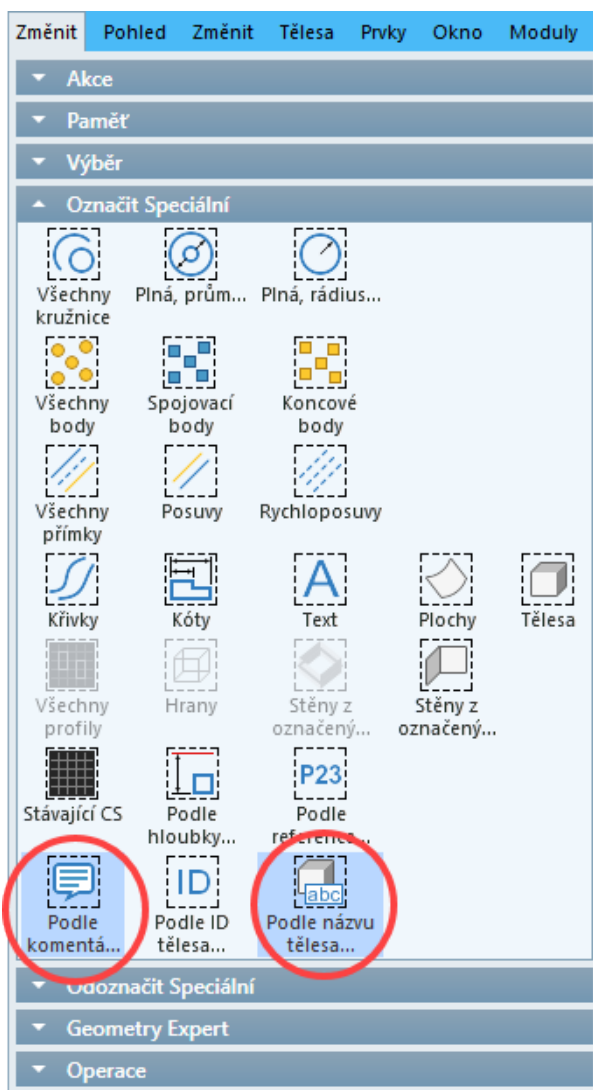 Změnit Pohled Změnit Tělesa Prvky Okno Moduly
Akce
Paměť
Výběr
Označit Speciální
Všechny kružnice
Plná, prům...
Plná, rádius...
Všechny body
Spojovací body
Koncové body
Všechny přímky
Posuvy
Rychloposuvy
Křivky
Kóty
A
Text
Plochy
Tělesa
Všechny profily
Hrany
Stěny z označený...
Stěny z označený...
Stávající CS
Podle hloubky...
P23
Podle reference...
Podle komentá...
ID
Podle ID tělesa...
abc
Podle názvu tělesa...
Odoznačit Speciální
Geometry Expert
Operace